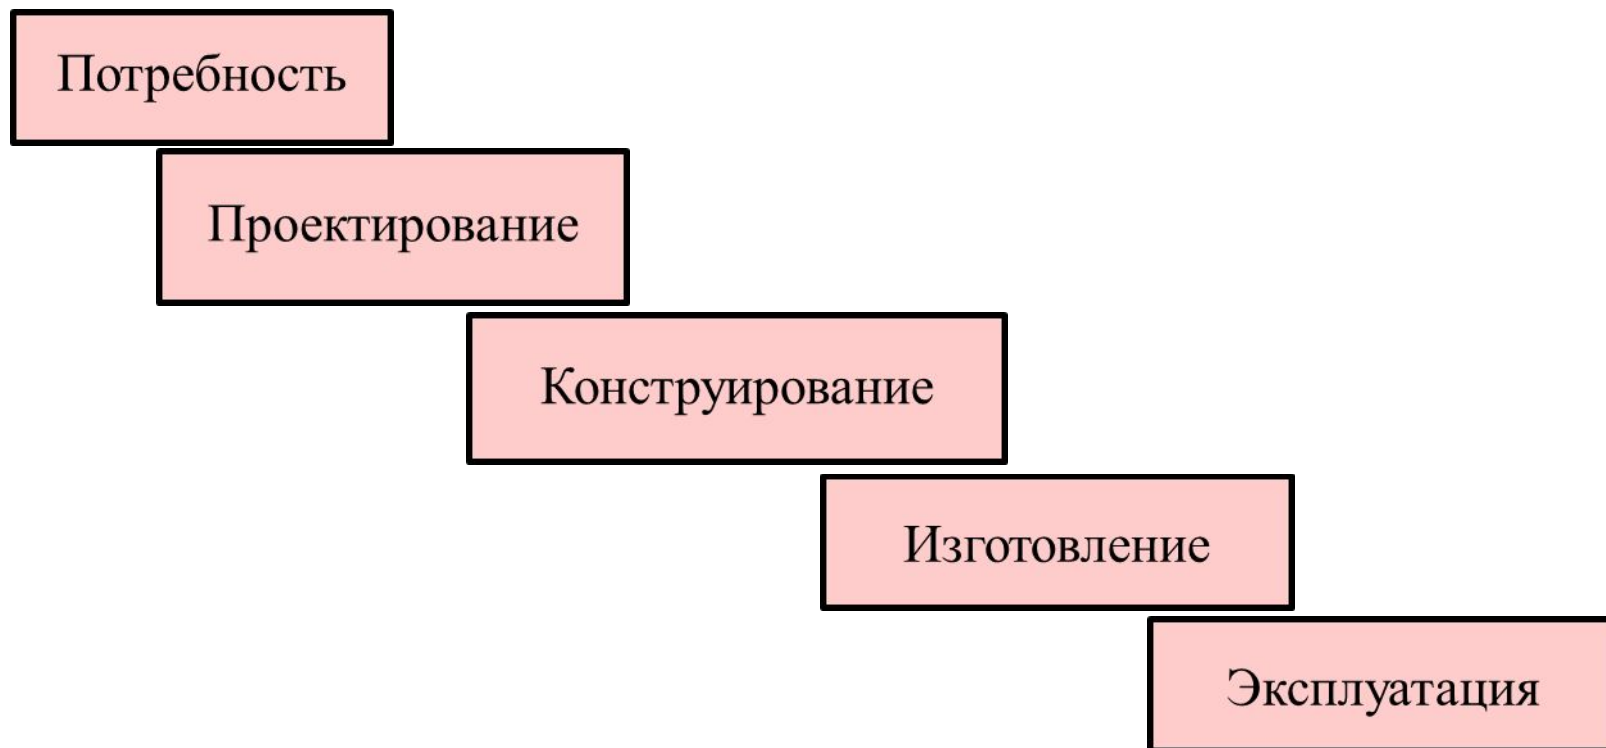 Потребность
Проектирование
Конструирование
Изготовление
Эксплуатация